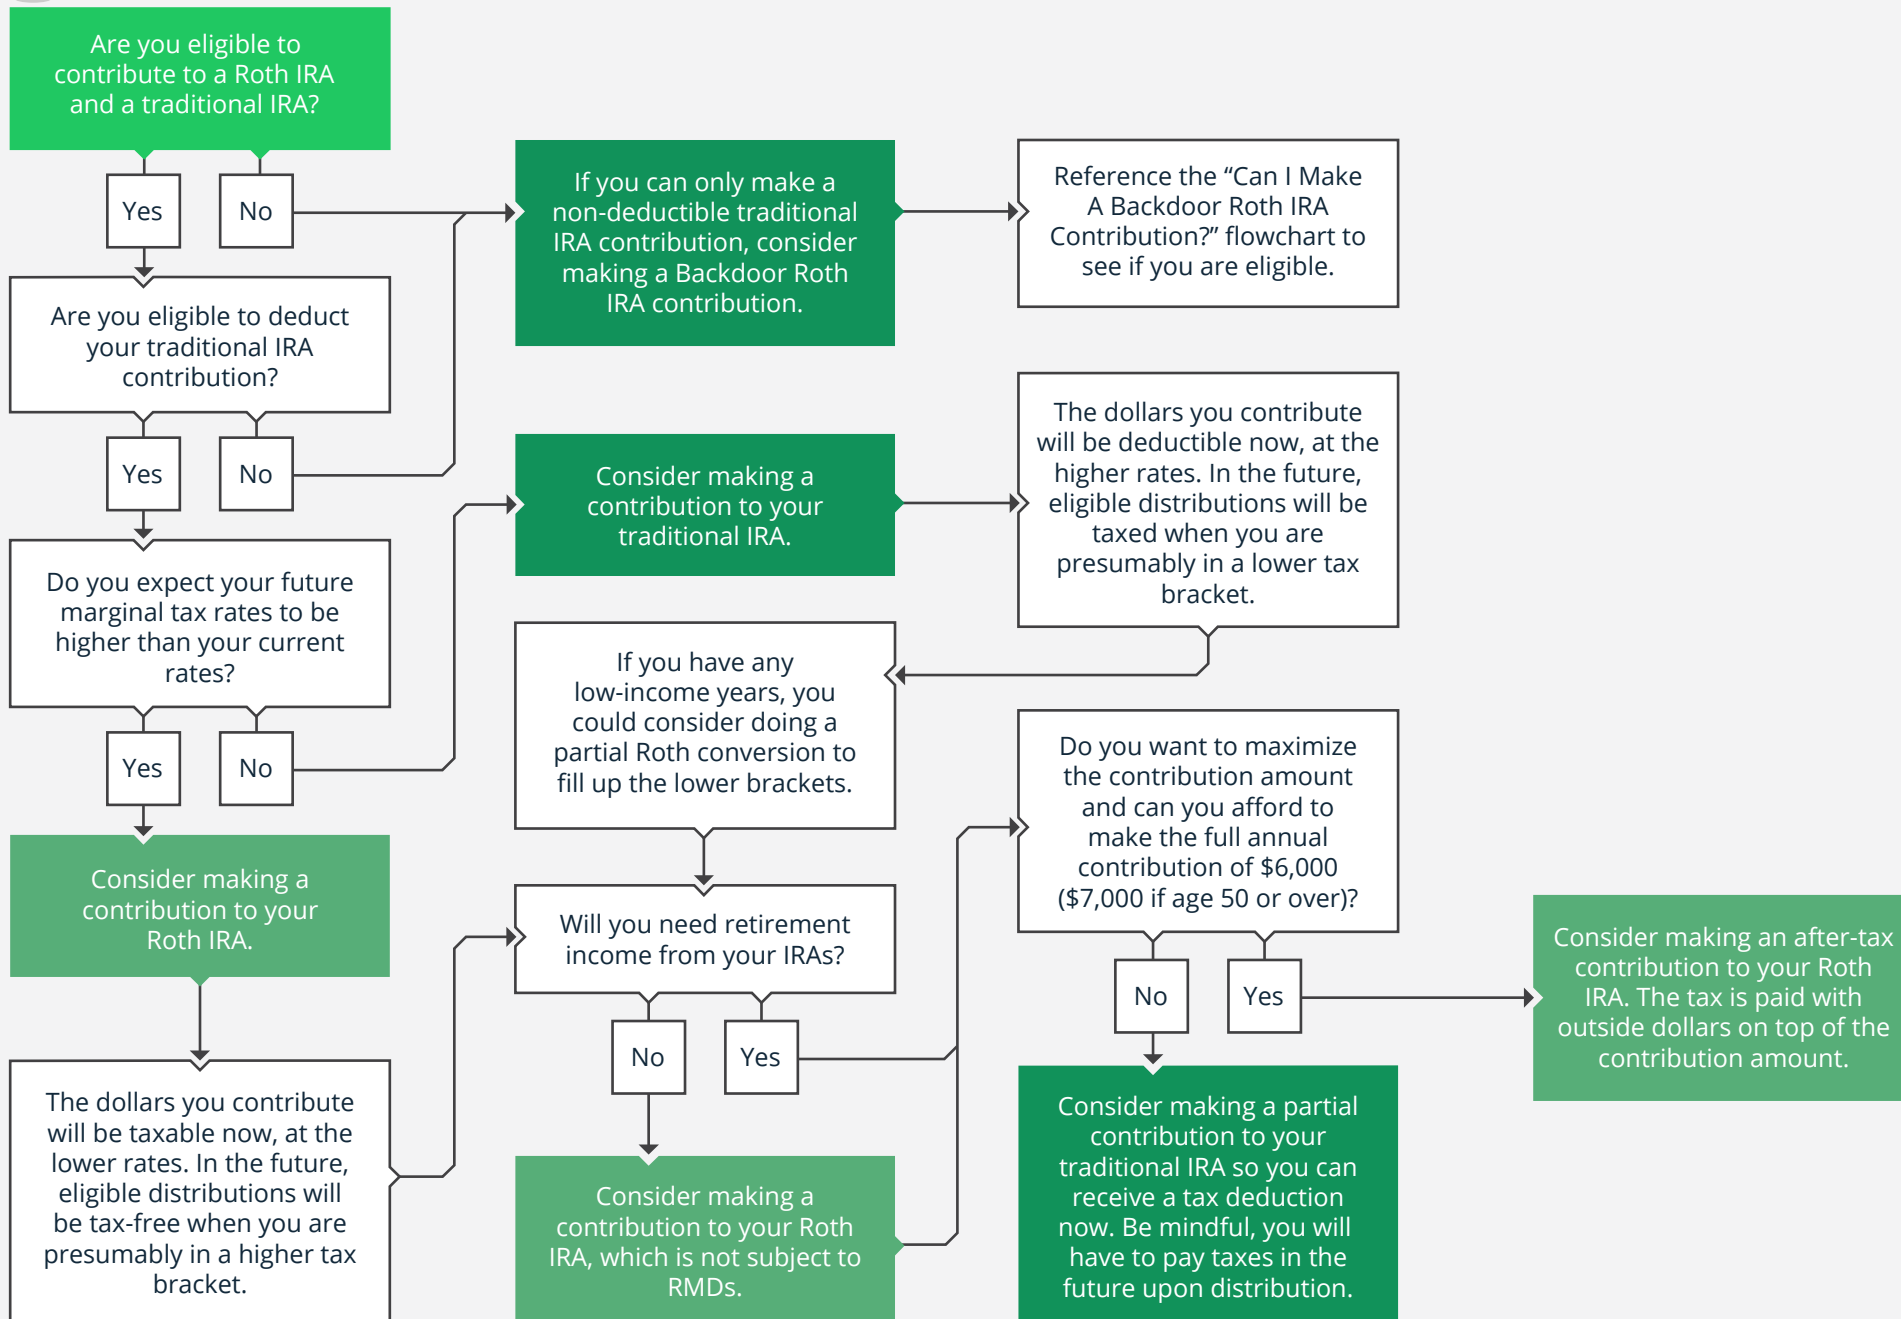 Are you eligible to
contribute to a Roth IRA
and a traditional IRA?
Yes
No
Are you eligible to deduct
your traditional IRA
contribution?
Yes
No
Do you expect your future
marginal tax rates to be
higher than your current
rates?
Yes
No
Consider making a
contribution to your
Roth IRA.
The dollars you contribute
will be taxable now, at the
lower rates. In the future,
eligible distributions will
be tax-free when you are
presumably in a higher tax
bracket.
If you can only make a
non-deductible traditional
IRA contribution, consider
making a Backdoor Roth
IRA contribution.
Reference the “Can I Make
A Backdoor Roth IRA
Contribution?” flowchart to
see if you are eligible.
Consider making a
contribution to your
traditional IRA.
The dollars you contribute
will be deductible now, at the
higher rates. In the future,
eligible distributions will be
taxed when you are
presumably in a lower tax
bracket.
If you have any
low-income years, you
could consider doing a
partial Roth conversion to
fill up the lower brackets.
Will you need retirement
income from your IRAs?
No
Yes
Consider making a
contribution to your Roth
IRA, which is not subject to
RMDs.
Do you want to maximize
the contribution amount
and can you afford to
make the full annual
contribution of $6,000
($7,000 if age 50 or over)?
No
Yes
Consider making a partial
contribution to your
traditional IRA so you can
receive a tax deduction
now. Be mindful, you will
have to pay taxes in the
future upon distribution.
Consider making an after-tax
contribution to your Roth
IRA. The tax is paid with
outside dollars on top of the
contribution amount.